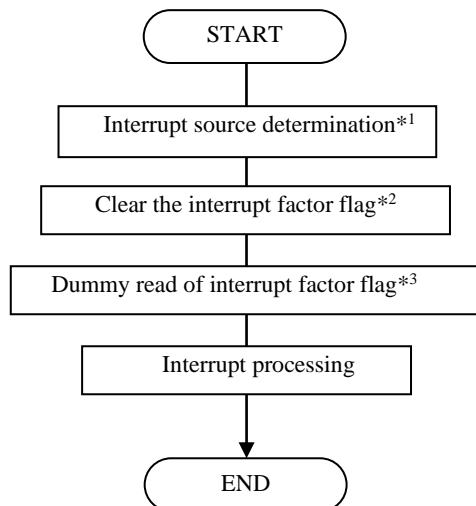 START
Interrupt source determination*1
Clear the interrupt factor flag*2
Dummy read of interrupt factor flag*3
Interrupt processing
END